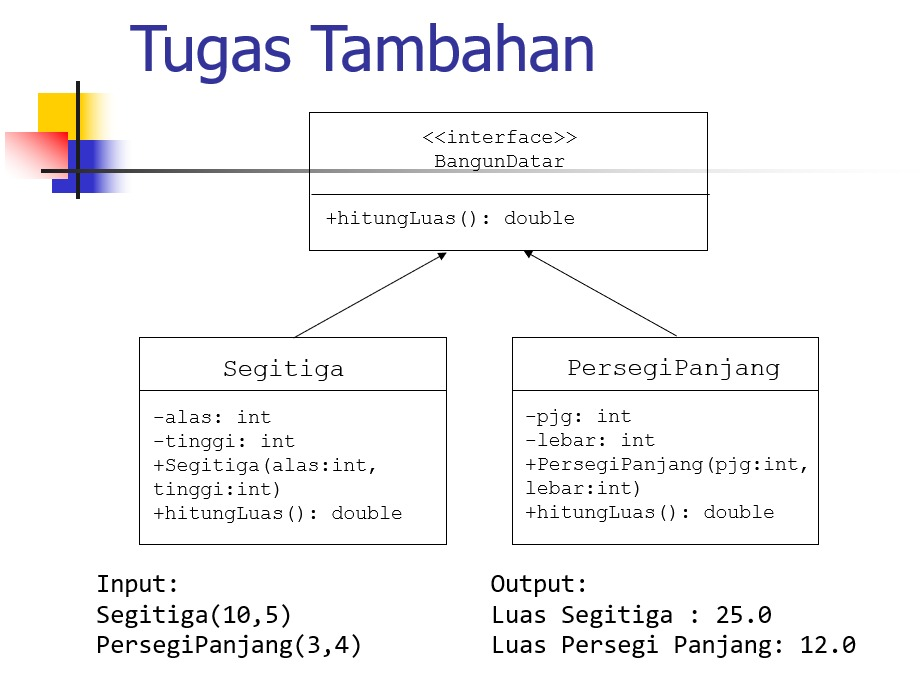 Tugas Tambahan
<<interface>>
BangunDatar
+hitungLuas(): double
Segitiga
-alas: int
-tinggi: int
+Segitiga(alas:int,
tinggi:int)
+hitungLuas(): double
PersegiPanjang
-pjg: int
-lebar: int
+PersegiPanjang(pjg:int,
lebar:int)
+hitungLuas(): double
Input:
Segitiga(10,5)
PersegiPanjang(3,4)
Output:
Luas Segitiga : 25.0
Luas Persegi Panjang: 12.0